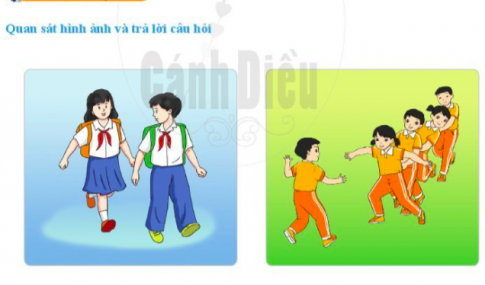 Quan sát hình ảnh và trả lời câu hỏi
Cánh Diều